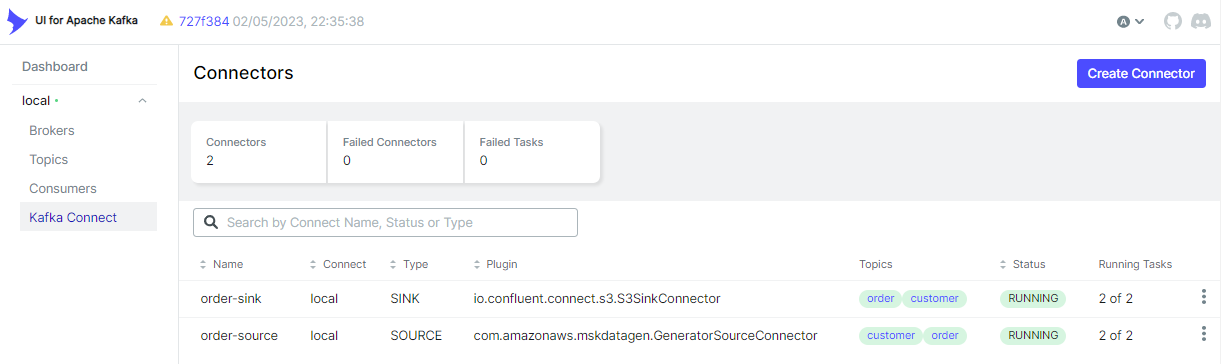 UI for Apache Kafka 727f384 02/05/2023, 22:35:38 A
Dashboard
local
Brokers
Topics
Consumers
Kafka Connect
Connectors
Create Connector
Connectors Failed Connectors Failed Tasks
2 0 0
Search by Connect Name, Status or Type
Name Connect Type Plugin Topics Status Running Tasks
order-sink local SINK io.confluent.connect.s3.S3SinkConnector order customer RUNNING 2 of 2
order-source local SOURCE com.amazonaws.mskdatagen.GeneratorSourceConnector customer order RUNNING 2 of 2